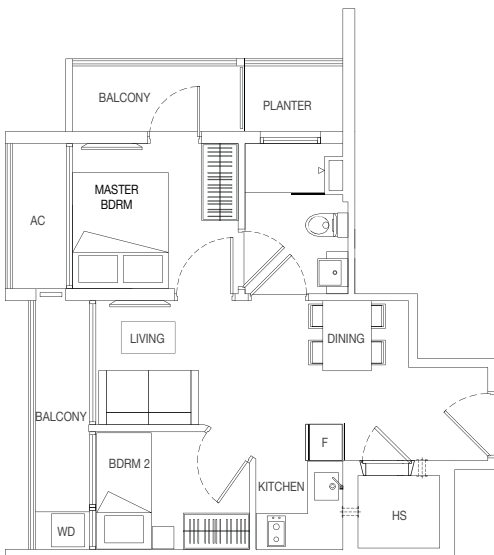 BALCONY
PLANTER
MASTER
BDRM
AC
LIVING
DINING
BALCONY
F
BDRM 2
KITCHEN
HS
WD